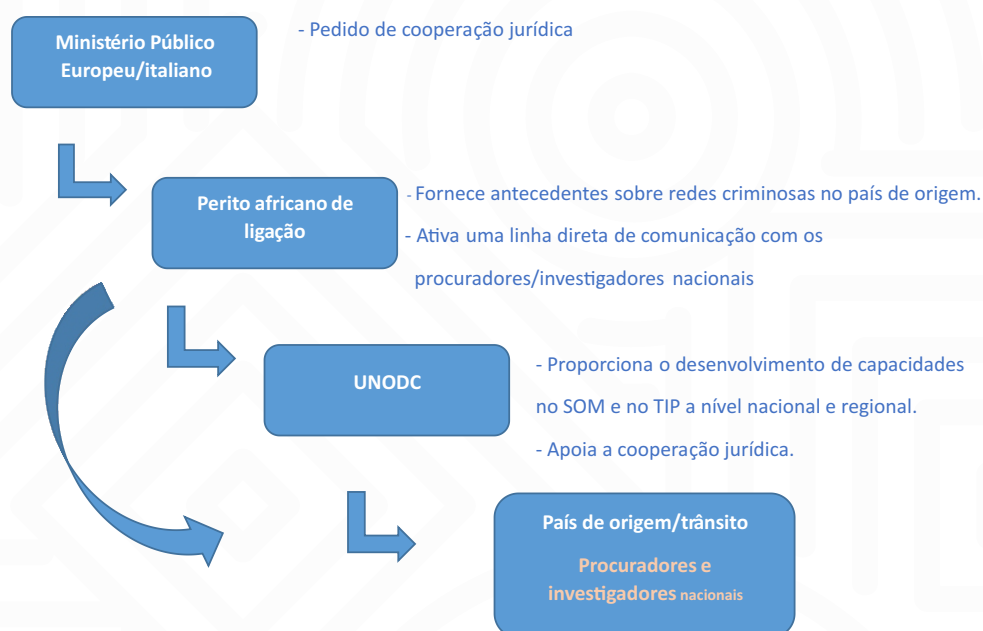 Ministério Público
Europeu/italiano
- Pedido de cooperação jurídica
Perito africano de
ligação
- Fornece antecedentes sobre redes criminosas no país de origem.
- Ativa uma linha direta de comunicação com os
procuradores/investigadores nacionais
UNODC
- Proporciona o desenvolvimento de capacidades
no SOM e no TIP a nível nacional e regional.
- Apoia a cooperação jurídica.
País de origem/trânsito
Procuradores e
investigadores nacionais